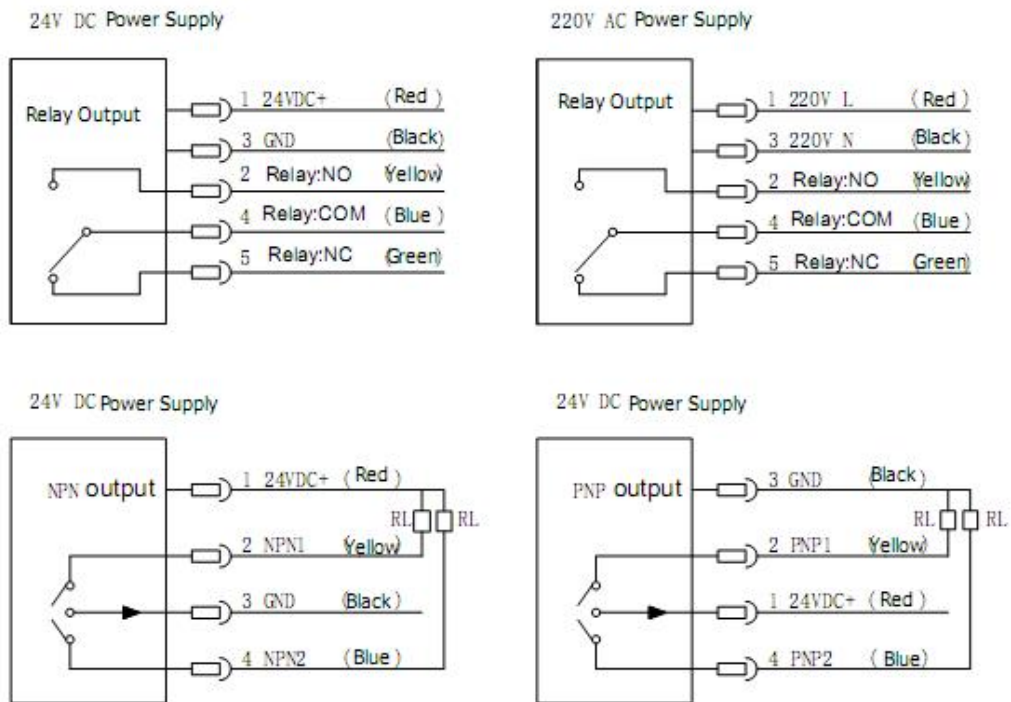 24V DC Power Supply
Relay Output
1 24VDC+ (Red)
3 GND (Black)
2 Relay:NO (Yellow)
4 Relay:COM (Blue)
5 Relay:NC (Green)
220V AC Power Supply
Relay Output
1 220V L (Red)
3 220V N (Black)
2 Relay:NO (Yellow)
4 Relay:COM (Blue)
5 Relay:NC (Green)
24V DC Power Supply
NPN output
1 24VDC+ (Red)
RL RL
2 NPN1 (Yellow)
3 GND (Black)
4 NPN2 (Blue)
24V DC Power Supply
PNP output
3 GND (Black)
RL RL
2 PNP1 (Yellow)
1 24VDC+ (Red)
4 PNP2 (Blue)